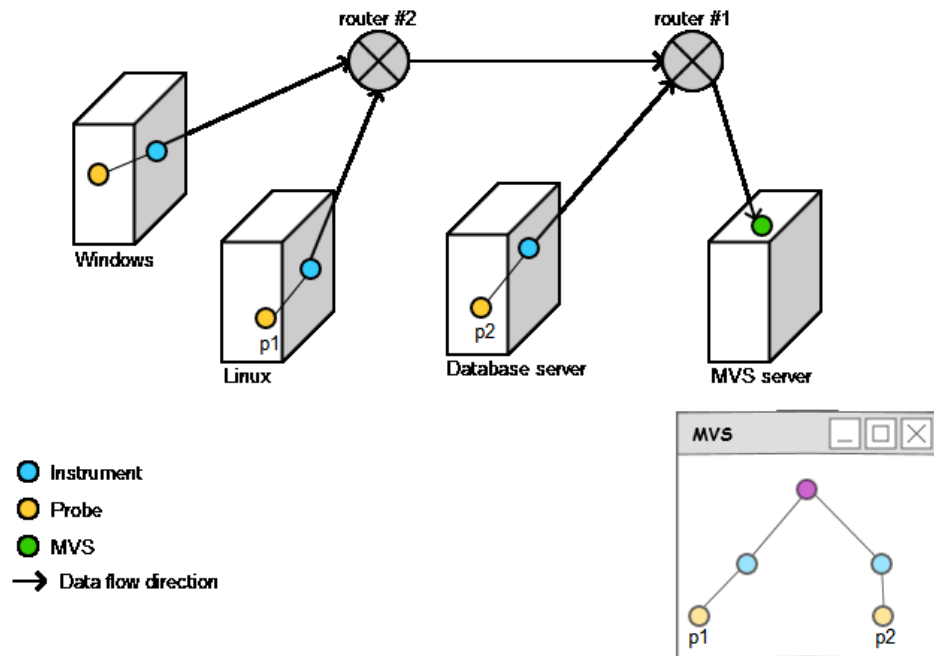 router #2
router #1
Windows
p1
Linux
p2
Database server
MVS server
MVS
Instrument
Probe
MVS
Data flow direction
p1
p2